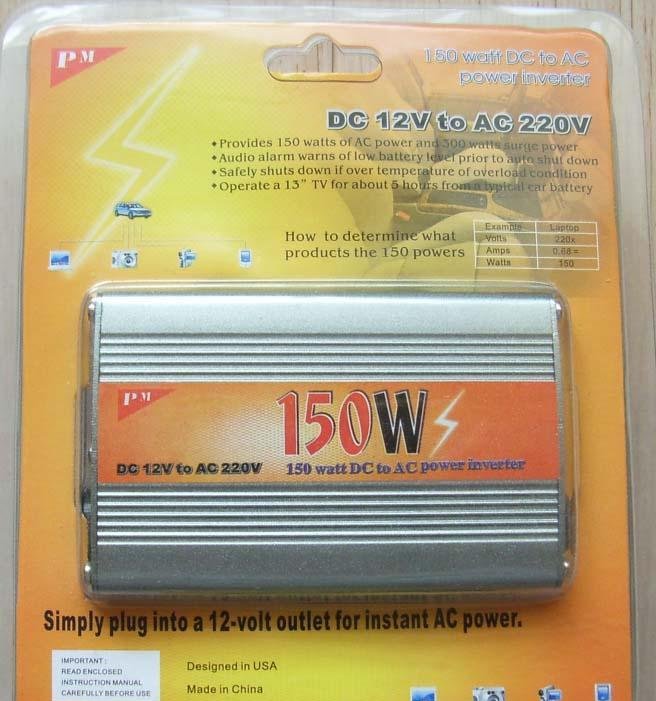 PM
150 watt DC to AC
power inverter
DC 12V to AC 220V
◆Provides 150 watts of AC power and 300 watts surge power
◆Audio alarm warns of low battery level prior to auto shut down
◆Safely shuts down if over temperature of overload condition
◆Operate a 13" TV for about 5 hours from a typical car battery
How to determine what
products the 150 powers
Example Laptop
Volts 220x
Amps 0.68=
Watts 150
PM
150W
DC 12V to AC 220V 150 watt DC to AC power inverter
Simply plug into a 12-volt outlet for instant AC power.
IMPORTANT:
READ ENCLOSED
INSTRUCTION MANUAL
CAREFULLY BEFORE USE
Designed in USA
Made in China